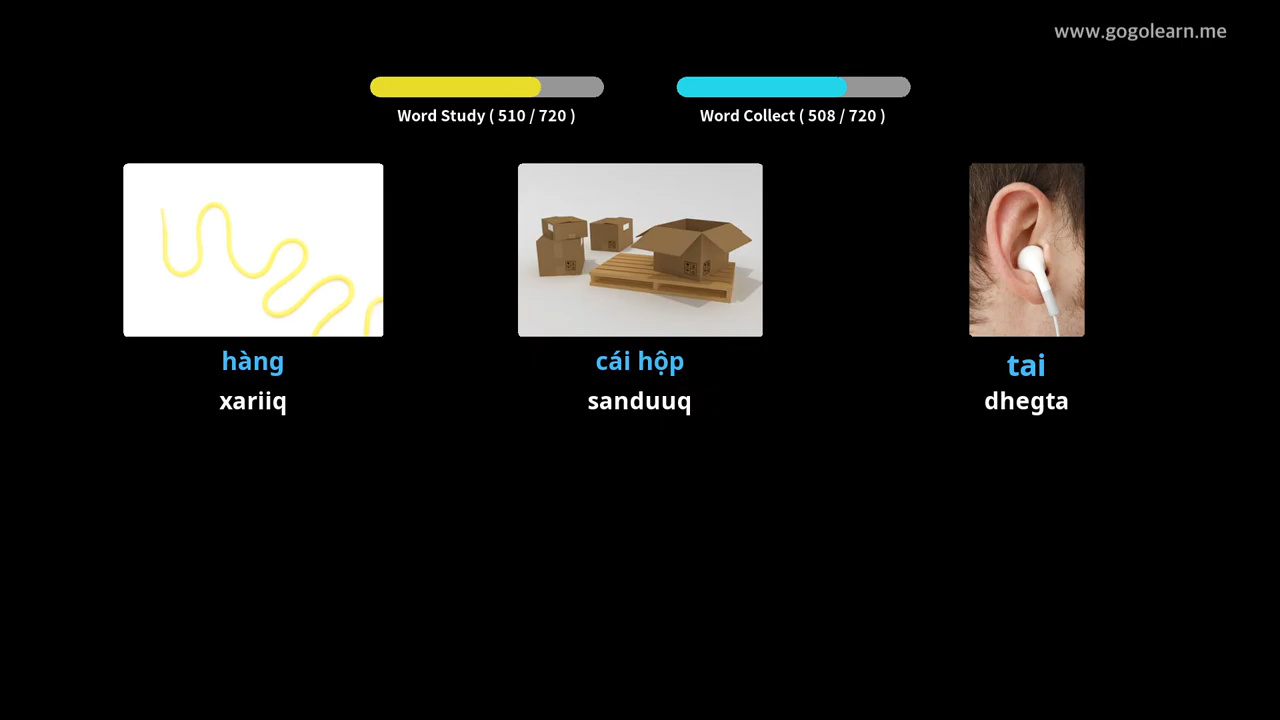 www.gogolearn.me
Word Study ( 510 / 720 )
Word Collect ( 508 / 720 )
hàng
cái hộp
tai
xariiq
sanduuq
dhegta